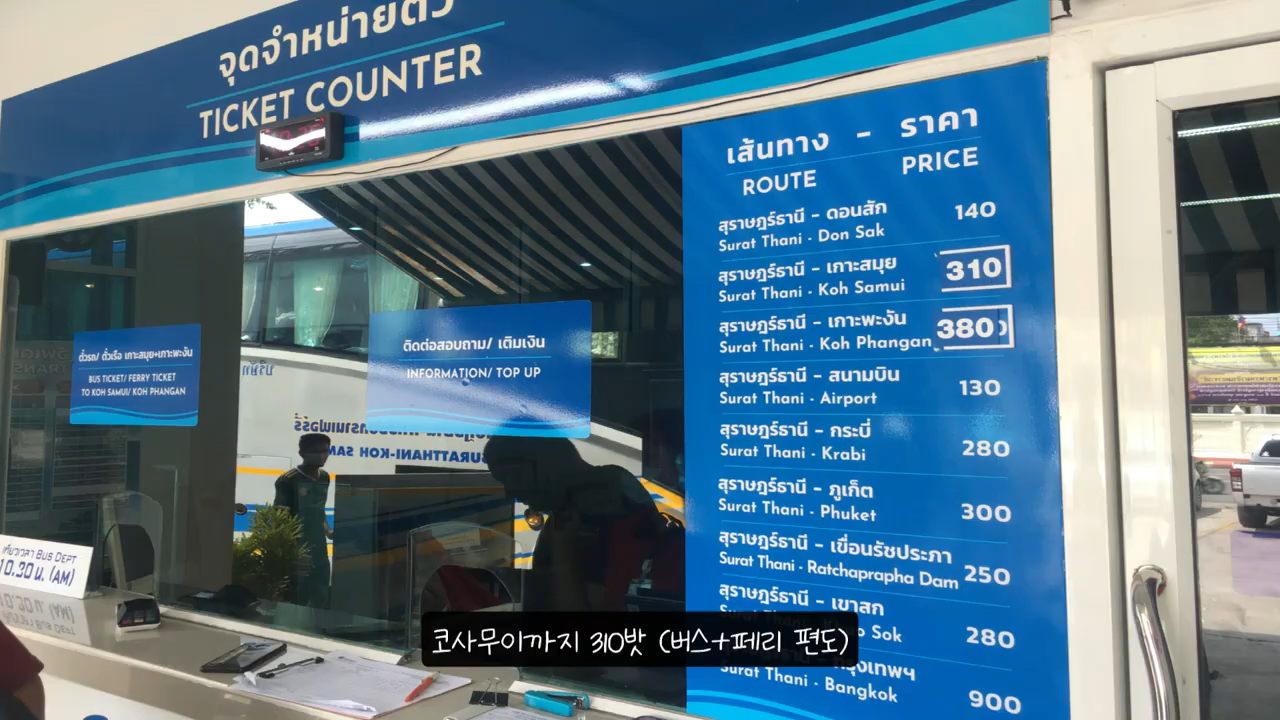 จุดจำหน่ายตั๋ว
TICKET COUNTER
เส้นทาง - ราคา
ROUTE PRICE
สุราษฎร์ธานี - ดอนสัก 140
Surat Thani - Don Sak
สุราษฎร์ธานี - เกาะสมุย 310
Surat Thani - Koh Samui
สุราษฎร์ธานี - เกาะพะงัน 380
Surat Thani - Koh Phangan
สุราษฎร์ธานี - สนามบิน 130
Surat Thani - Airport
สุราษฎร์ธานี - กระบี่ 280
Surat Thani - Krabi
สุราษฎร์ธานี - ภูเก็ต 300
Surat Thani - Phuket
สุราษฎร์ธานี - เขื่อนรัชประภา 250
Surat Thani - Ratchaprapha Dam
สุราษฎร์ธานี - เขาสก 280
Sok
กรุงเทพฯ 900
Surat Thani - Bangkok
ตั๋วรถ/ ตั๋วเรือ เกาะสมุย+เกาะพะงัน
BUS TICKET/ FERRY TICKET
TO KOH SAMUI/ KOH PHANGAN
ติดต่อสอบถาม/ เติมเงิน
INFORMATION/ TOP UP
SURATTHANI-KOH SAM
BUS DEPT
10.30 น. (AM)
코사무이까지 310밧 (버스+페리 편도)